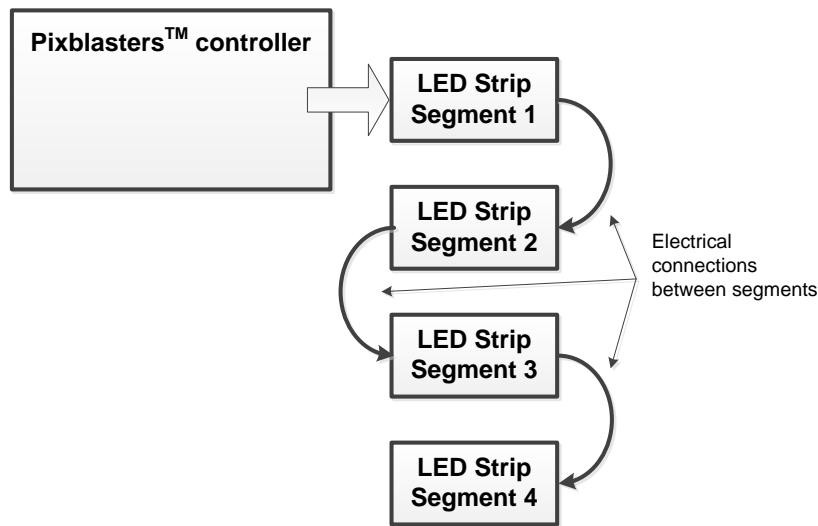 Pixblasters™ controller
LED Strip
Segment 1
LED Strip
Segment 2
Electrical
connections
between segments
LED Strip
Segment 3
LED Strip
Segment 4